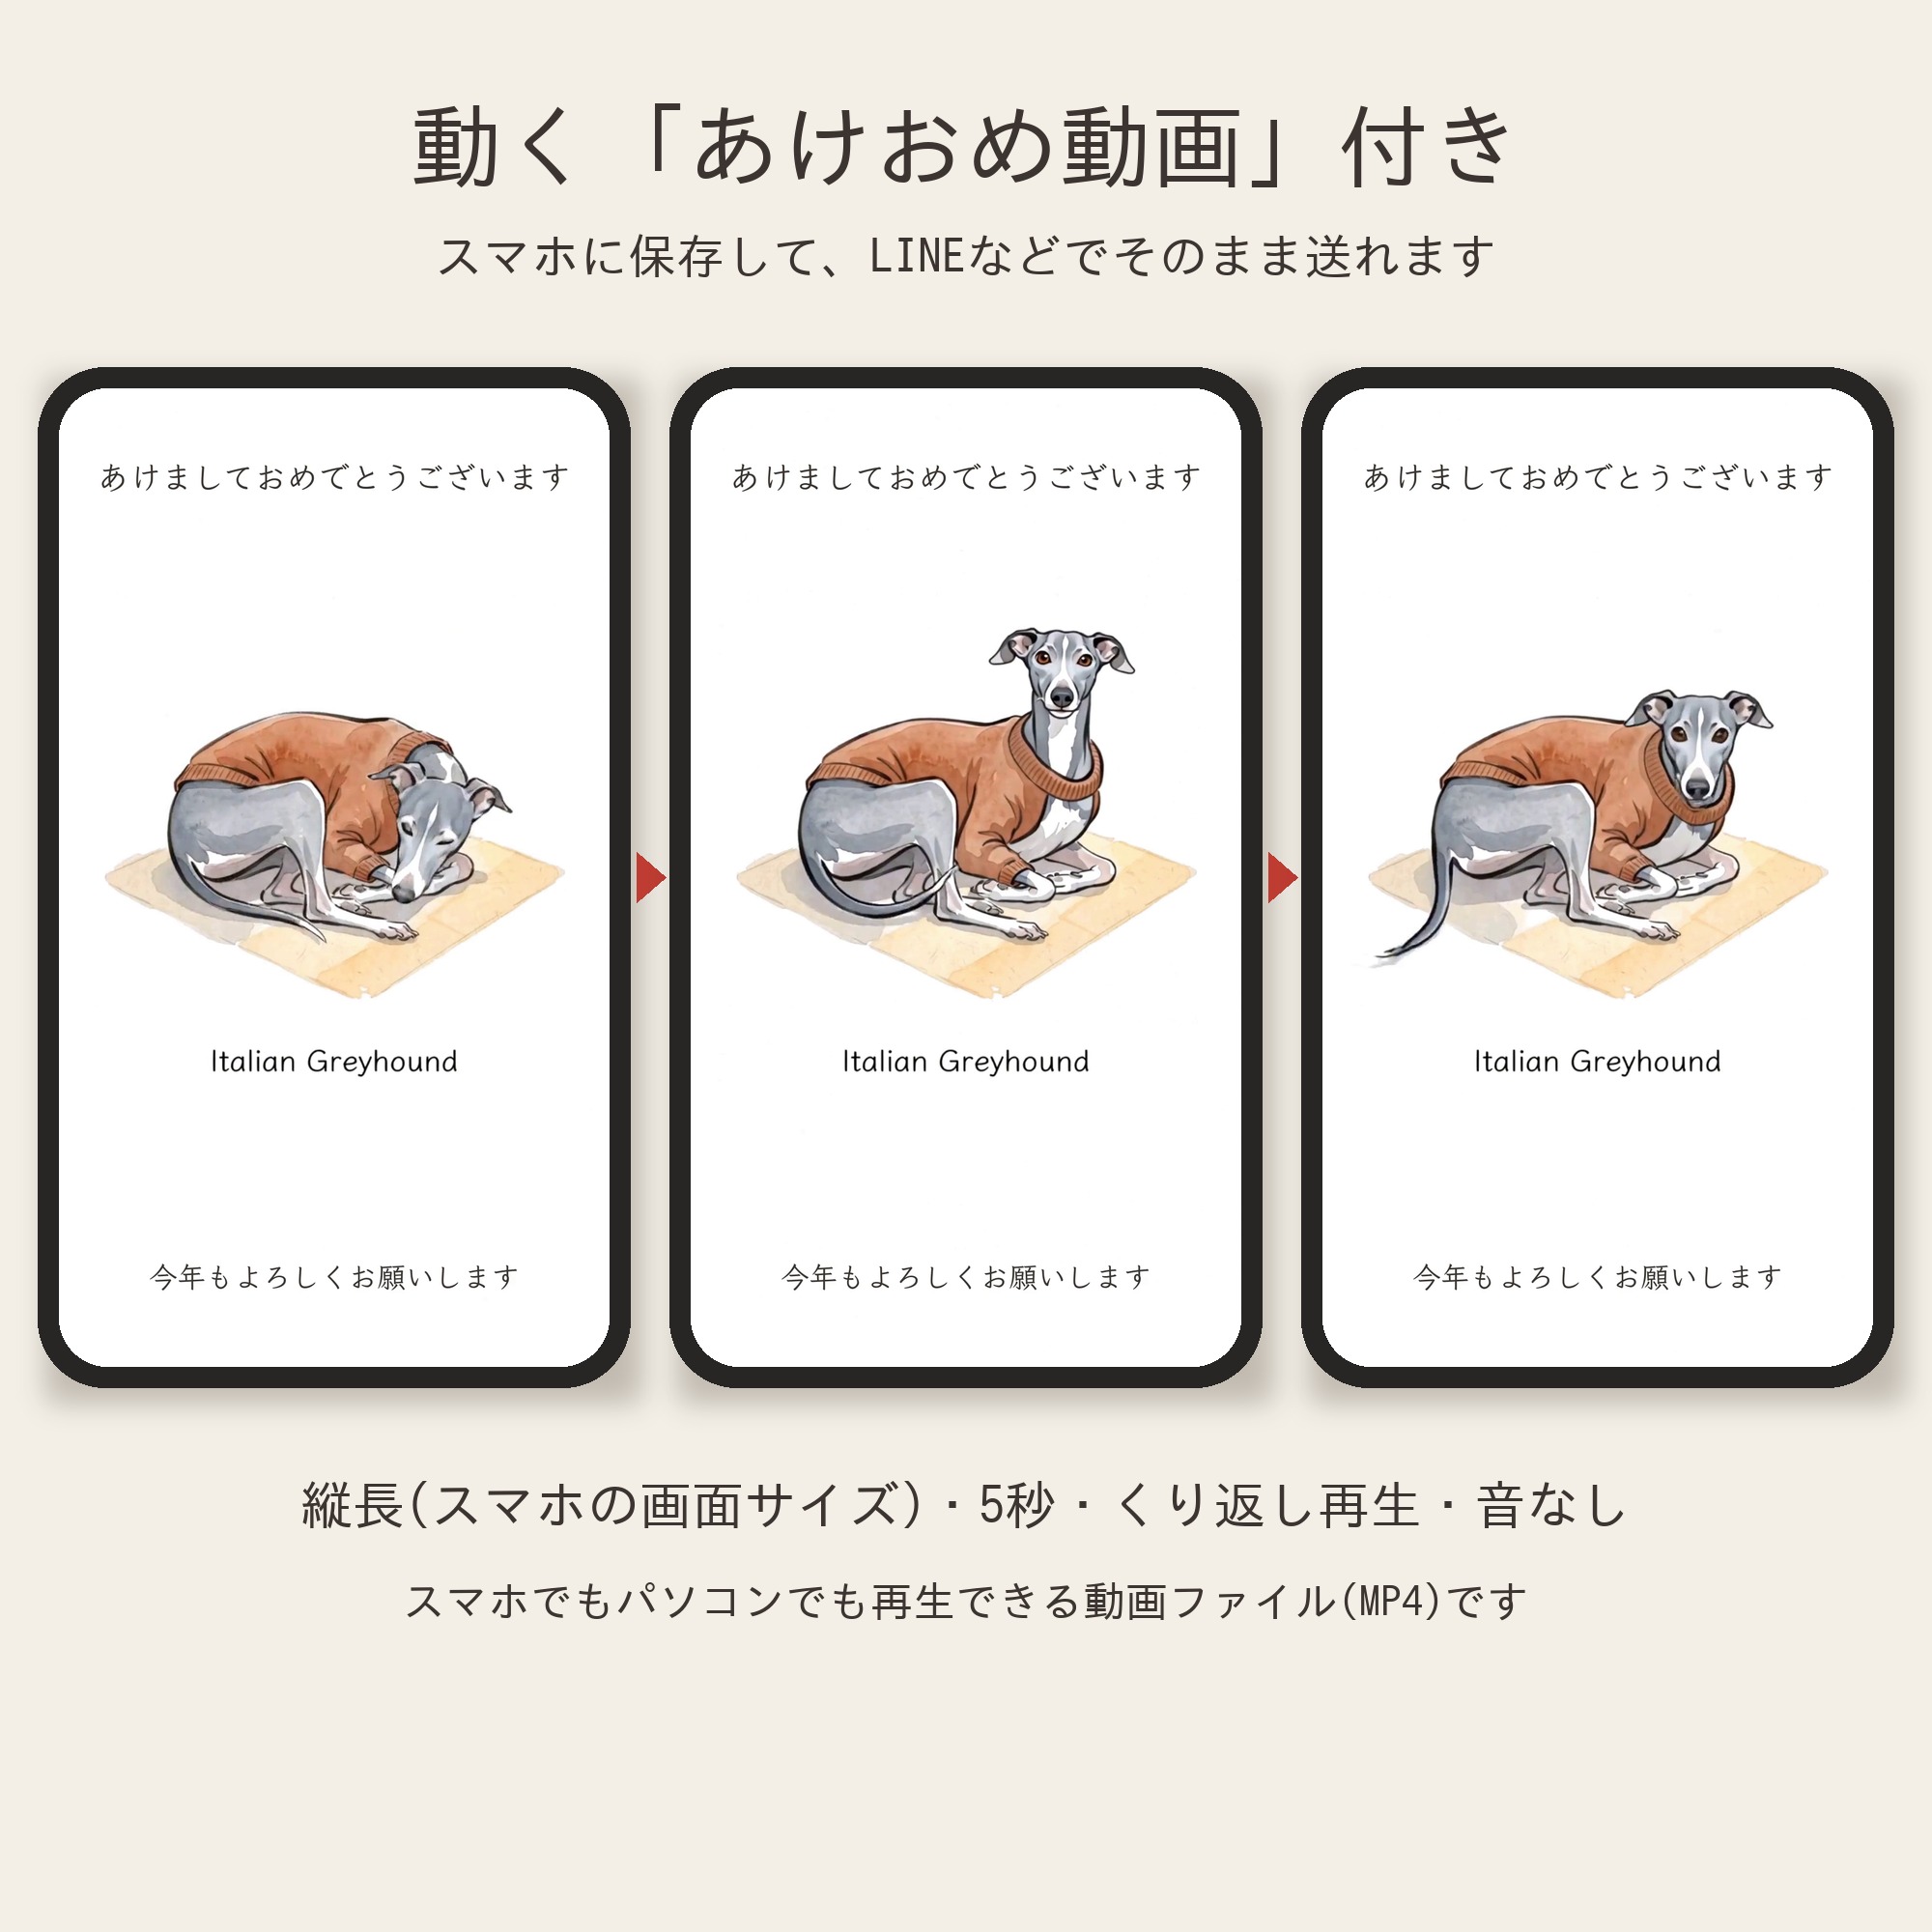 動く「あけおめ動画」付き
スマホに保存して、LINEなどでそのまま送れます
あけましておめでとうございます
Italian Greyhound
今年もよろしくお願いします
あけましておめでとうございます
Italian Greyhound
今年もよろしくお願いします
あけましておめでとうございます
Italian Greyhound
今年もよろしくお願いします
縦長(スマホの画面サイズ)・5秒・くり返し再生・音なし
スマホでもパソコンでも再生できる動画ファイル(MP4)です